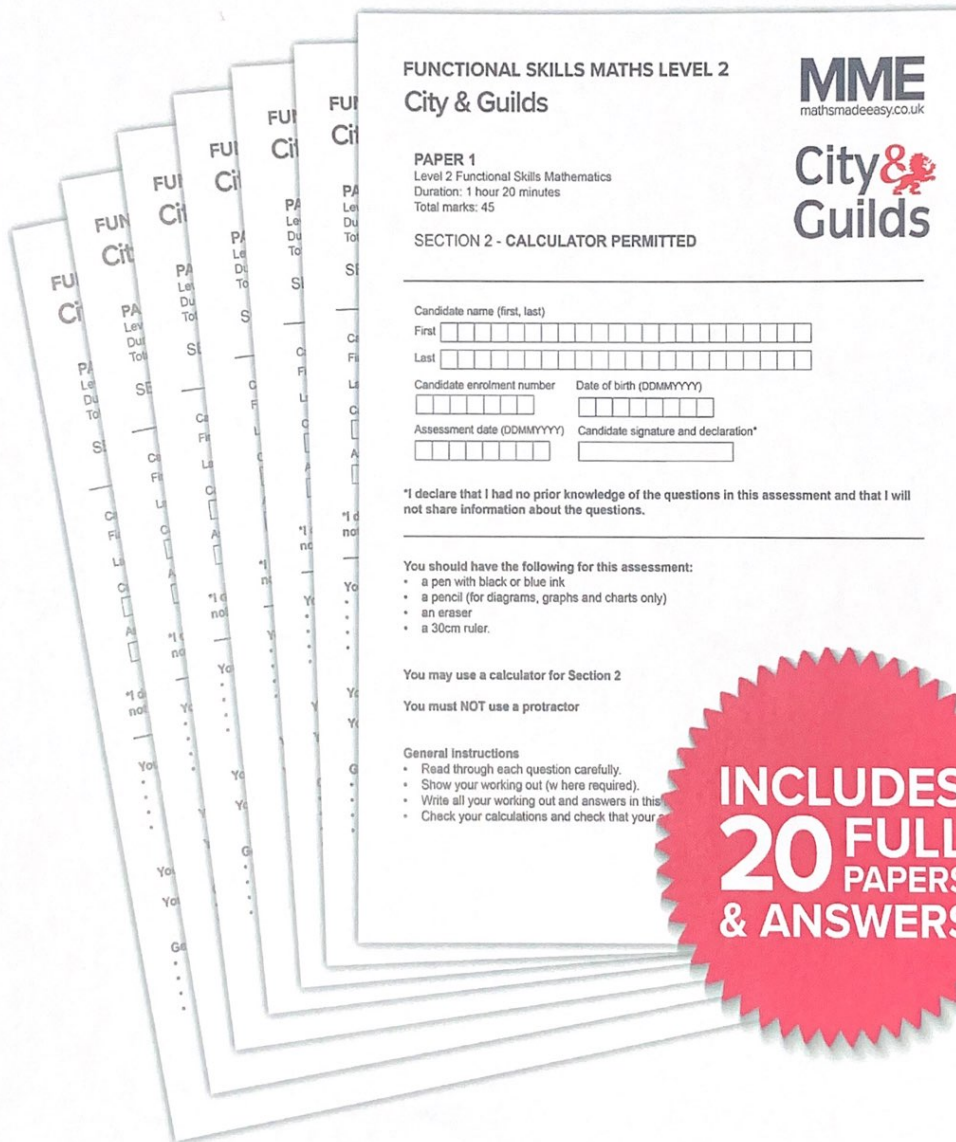 FUNCTIONAL SKILLS MATHS LEVEL 2
City & Guilds
MME
mathsmadeeasy.co.uk
City&
Guilds
PAPER 1
Level 2 Functional Skills Mathematics
Duration: 1 hour 20 minutes
Total marks: 45
SECTION 2 - CALCULATOR PERMITTED
Candidate name (first, last)
First
Last
Candidate enrolment number Date of birth (DDMMYYYY)
Assessment date (DDMMYYYY) Candidate signature and declaration*
*I declare that I had no prior knowledge of the questions in this assessment and that I will
not share information about the questions.
You should have the following for this assessment:
• a pen with black or blue ink
• a pencil (for diagrams, graphs and charts only)
• an eraser
• a 30cm ruler.
You may use a calculator for Section 2
You must NOT use a protractor
General Instructions
• Read through each question carefully.
• Show your working out (w here required).
• Write all your working out and answers in this
• Check your calculations and check that your
INCLUDES
20 FULL
PAPERS
& ANSWERS